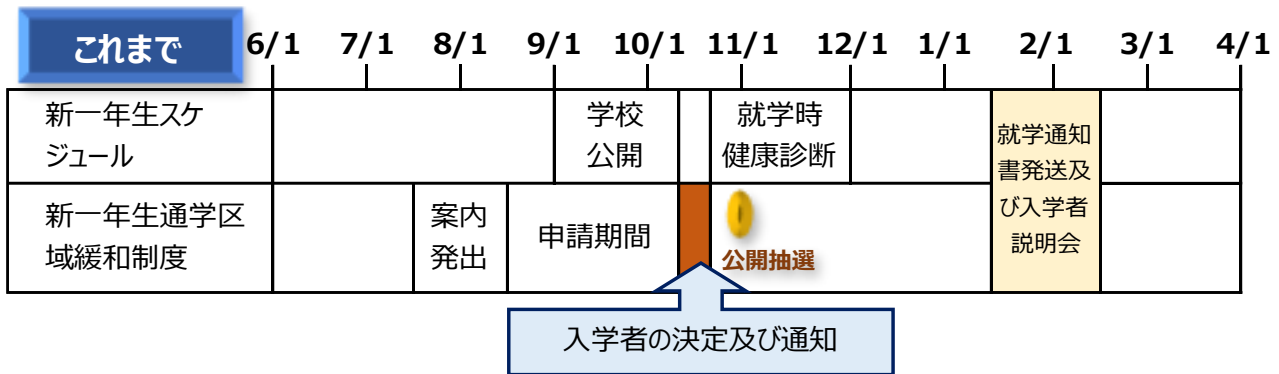 これまで
6/1 7/1 8/1 9/1 10/1 11/1 12/1 1/1 2/1 3/1 4/1
新一年生スケ
ジュール
学校
公開
就学時
健康診断
就学通知
書発送及
び入学者
説明会
新一年生通学区
域緩和制度
案内
発出
申請期間
公開抽選
入学者の決定及び通知